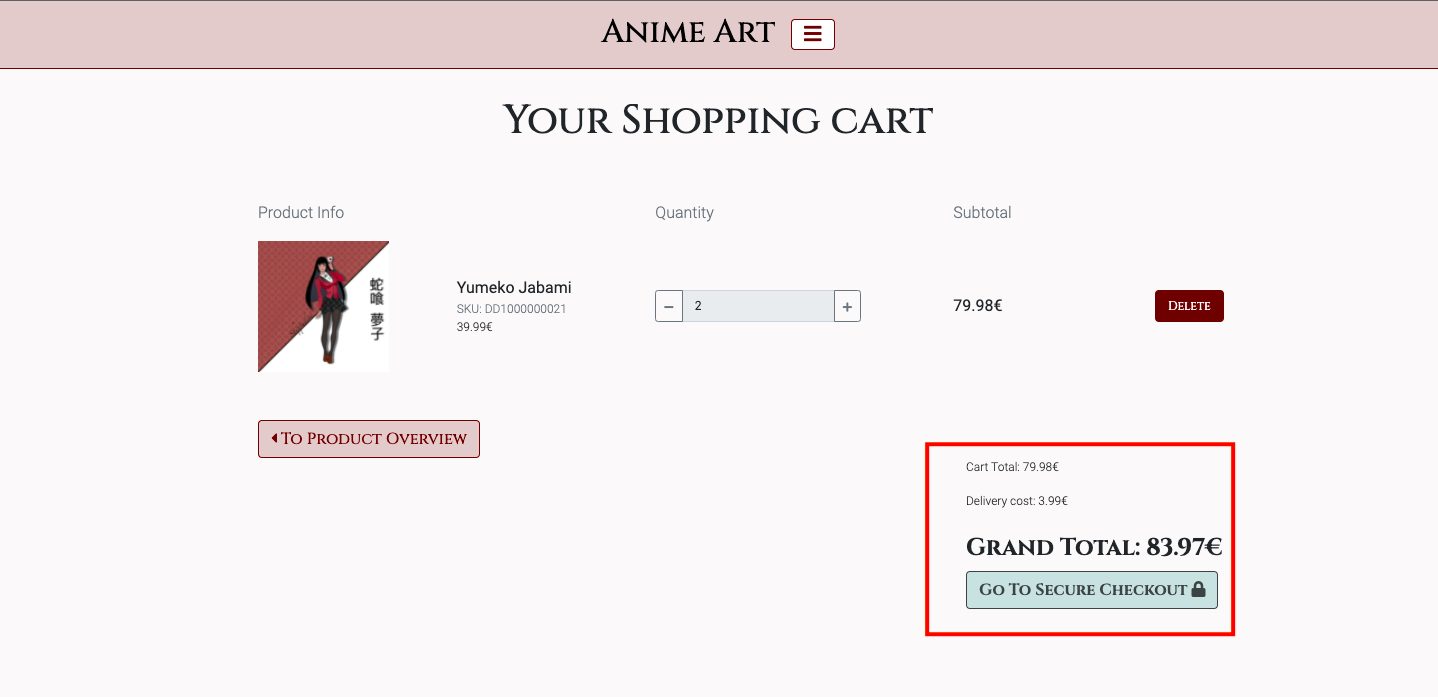 Anime Art
Your Shopping cart
Product Info Quantity Subtotal
蛇喰 夢子
Yumeko Jabami
SKU: DD1000000021
39.99€
− 2 + 79.98€ Delete
To Product Overview
Cart Total: 79.98€
Delivery cost: 3.99€
Grand Total: 83.97€
Go To Secure Checkout